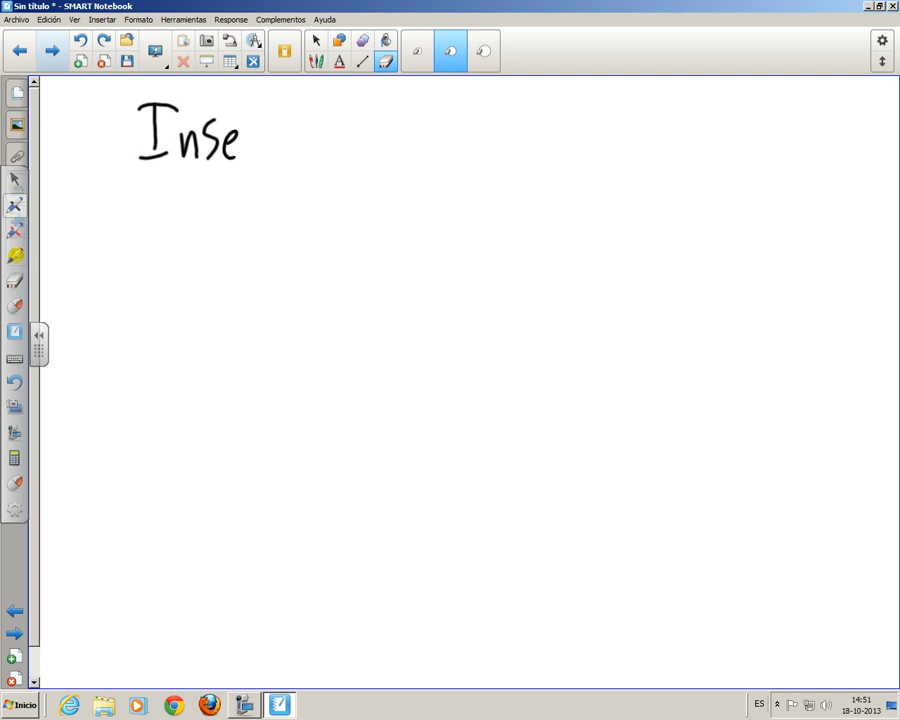 Sin título * - SMART Notebook
Archivo Edición Ver Insertar Formato Herramientas Response Complementos Ayuda
Inse
Inicio
ES
14:51
18-10-2013